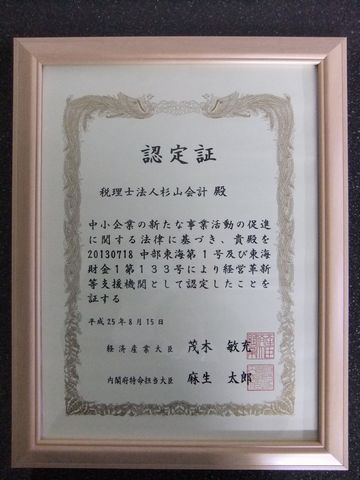 認定証
税理士法人杉山会計 殿
中小企業の新たな事業活動の促進
に関する法律に基づき、貴殿を
20130718 中部東海第1号及び東海
財金1第133号により経営革新
等支援機関として認定したことを
証する
平成25年8月15日
経済産業大臣 茂木 敏充
内閣府特命担当大臣 麻生 太郎